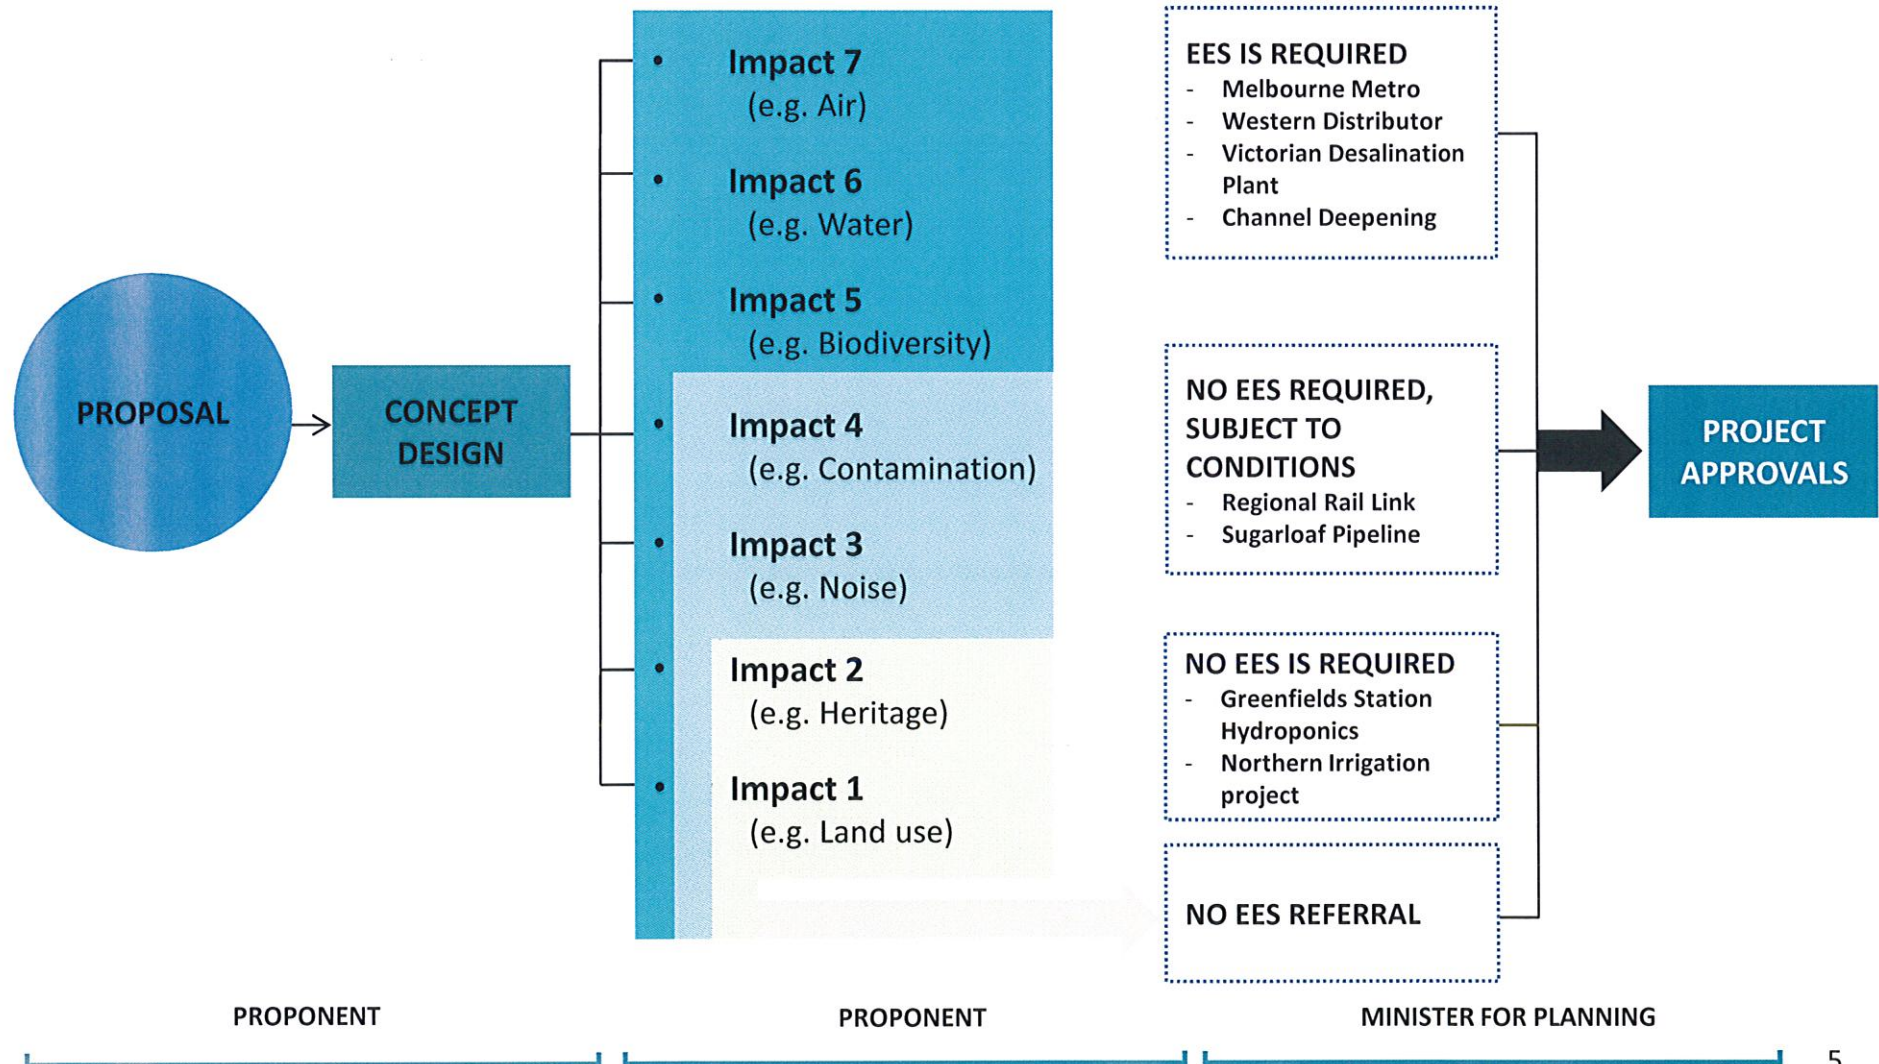 PROPOSAL
CONCEPT
DESIGN
• Impact 7
(e.g. Air)
• Impact 6
(e.g. Water)
• Impact 5
(e.g. Biodiversity)
• Impact 4
(e.g. Contamination)
• Impact 3
(e.g. Noise)
• Impact 2
(e.g. Heritage)
• Impact 1
(e.g. Land use)
EES IS REQUIRED
- Melbourne Metro
- Western Distributor
- Victorian Desalination
Plant
- Channel Deepening
NO EES REQUIRED,
SUBJECT TO
CONDITIONS
- Regional Rail Link
- Sugarloaf Pipeline
NO EES IS REQUIRED
- Greenfields Station
Hydroponics
- Northern Irrigation
project
NO EES REFERRAL
PROJECT
APPROVALS
PROPONENT
PROPONENT
MINISTER FOR PLANNING
5